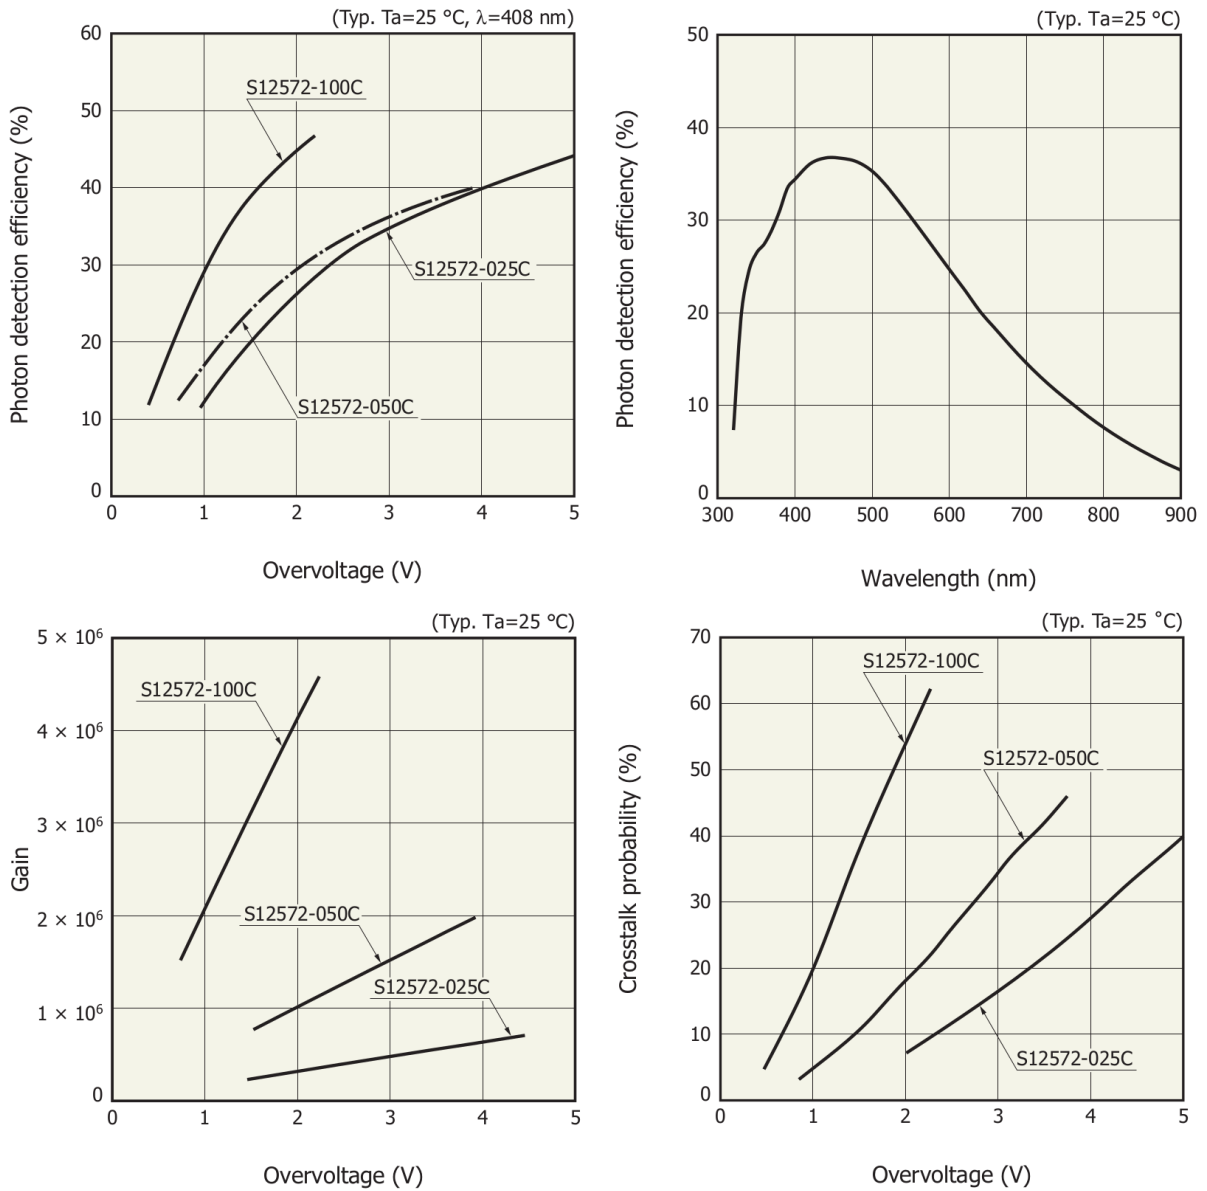 (Typ. Ta=25 °C, λ=408 nm)
Photon detection efficiency (%)
60
50
40
30
20
10
0
S12572-100C
S12572-025C
S12572-050C
0 1 2 3 4 5
Overvoltage (V)
(Typ. Ta=25 °C)
Photon detection efficiency (%)
50
40
30
20
10
0
300 400 500 600 700 800 900
Wavelength (nm)
(Typ. Ta=25 °C)
Gain
5 × 10⁶
4 × 10⁶
3 × 10⁶
2 × 10⁶
1 × 10⁶
0
S12572-100C
S12572-050C
S12572-025C
0 1 2 3 4 5
Overvoltage (V)
(Typ. Ta=25 ˚C)
Crosstalk probability (%)
70
60
50
40
30
20
10
0
S12572-100C
S12572-050C
S12572-025C
0 1 2 3 4 5
Overvoltage (V)